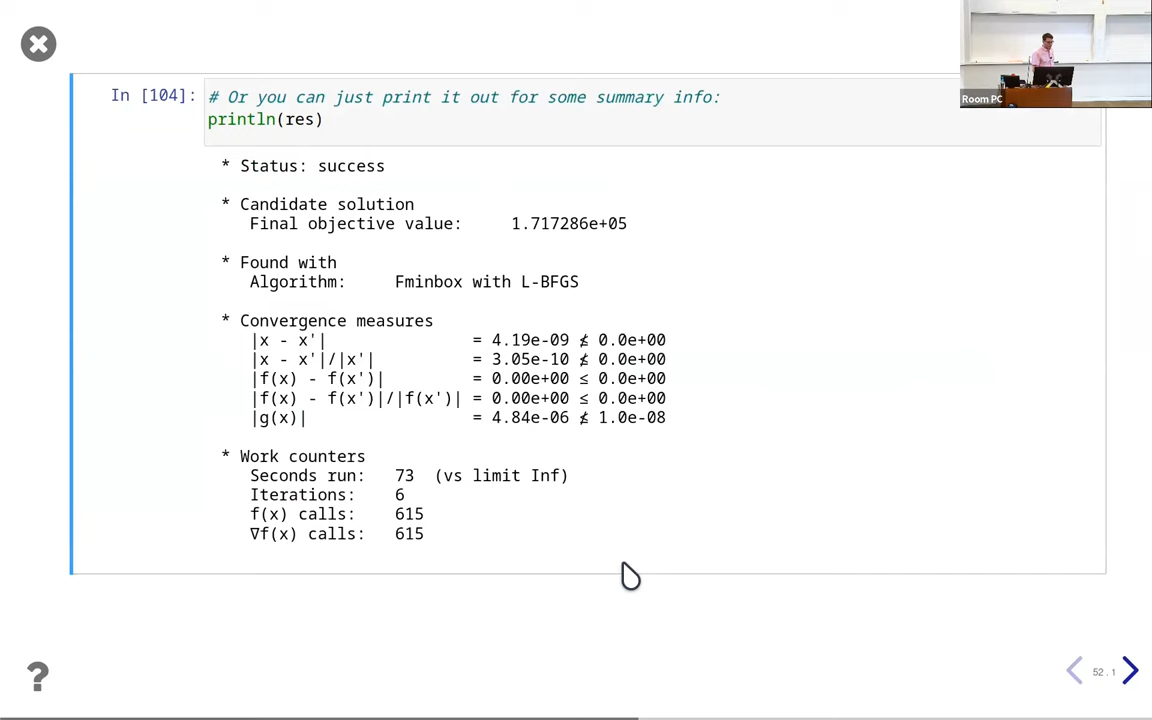 Room PC
In [104]:
# Or you can just print it out for some summary info:
println(res)
* Status: success
* Candidate solution
Final objective value:     1.717286e+05
* Found with
Algorithm:     Fminbox with L-BFGS
* Convergence measures
|x - x'|               = 4.19e-09 ≰ 0.0e+00
|x - x'|/|x'|          = 3.05e-10 ≰ 0.0e+00
|f(x) - f(x')|         = 0.00e+00 ≤ 0.0e+00
|f(x) - f(x')|/|f(x')| = 0.00e+00 ≤ 0.0e+00
|g(x)|                 = 4.84e-06 ≰ 1.0e-08
* Work counters
Seconds run:   73  (vs limit Inf)
Iterations:    6
f(x) calls:    615
∇f(x) calls:   615
?
52.1